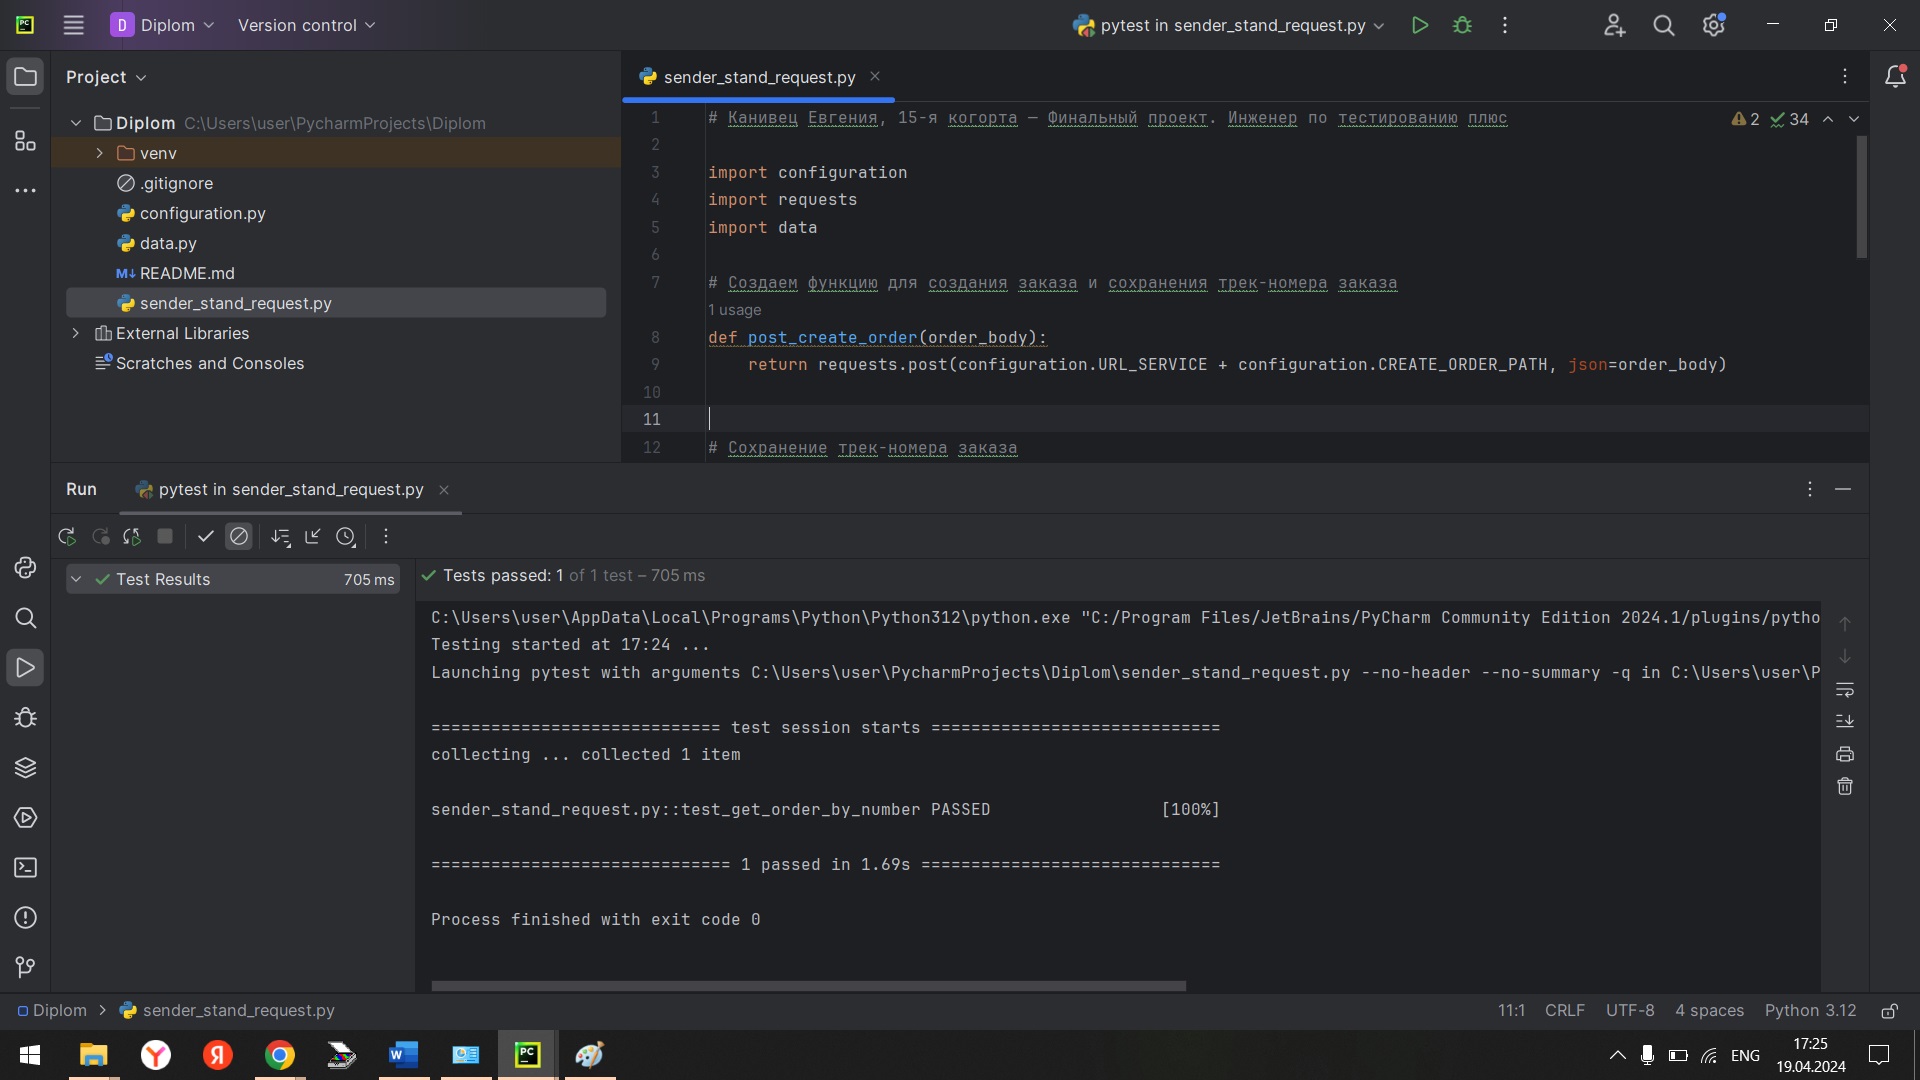 Diplom
Version control
pytest in sender_stand_request.py
Project
sender_stand_request.py
Diplom C:\Users\user\PycharmProjects\Diplom
venv
.gitignore
configuration.py
data.py
README.md
sender_stand_request.py
External Libraries
Scratches and Consoles
1 # Канивец Евгения, 15-я когорта — Финальный проект. Инженер по тестированию плюс
2 34
2
3 import configuration
4 import requests
5 import data
6
7 # Создаем функцию для создания заказа и сохранения трек-номера заказа
1 usage
8 def post_create_order(order_body):
9 return requests.post(configuration.URL_SERVICE + configuration.CREATE_ORDER_PATH, json=order_body)
10
11
12 # Сохранение трек-номера заказа
Run
pytest in sender_stand_request.py
Test Results 705 ms
Tests passed: 1 of 1 test – 705 ms
C:\Users\user\AppData\Local\Programs\Python\Python312\python.exe "C:/Program Files/JetBrains/PyCharm Community Edition 2024.1/plugins/pytho
Testing started at 17:24 ...
Launching pytest with arguments C:\Users\user\PycharmProjects\Diplom\sender_stand_request.py --no-header --no-summary -q in C:\Users\user\P
============================= test session starts =============================
collecting ... collected 1 item
sender_stand_request.py::test_get_order_by_number PASSED [100%]
============================== 1 passed in 1.69s ==============================
Process finished with exit code 0
Diplom
sender_stand_request.py
11:1 CRLF UTF-8 4 spaces Python 3.12
ENG
17:25
19.04.2024